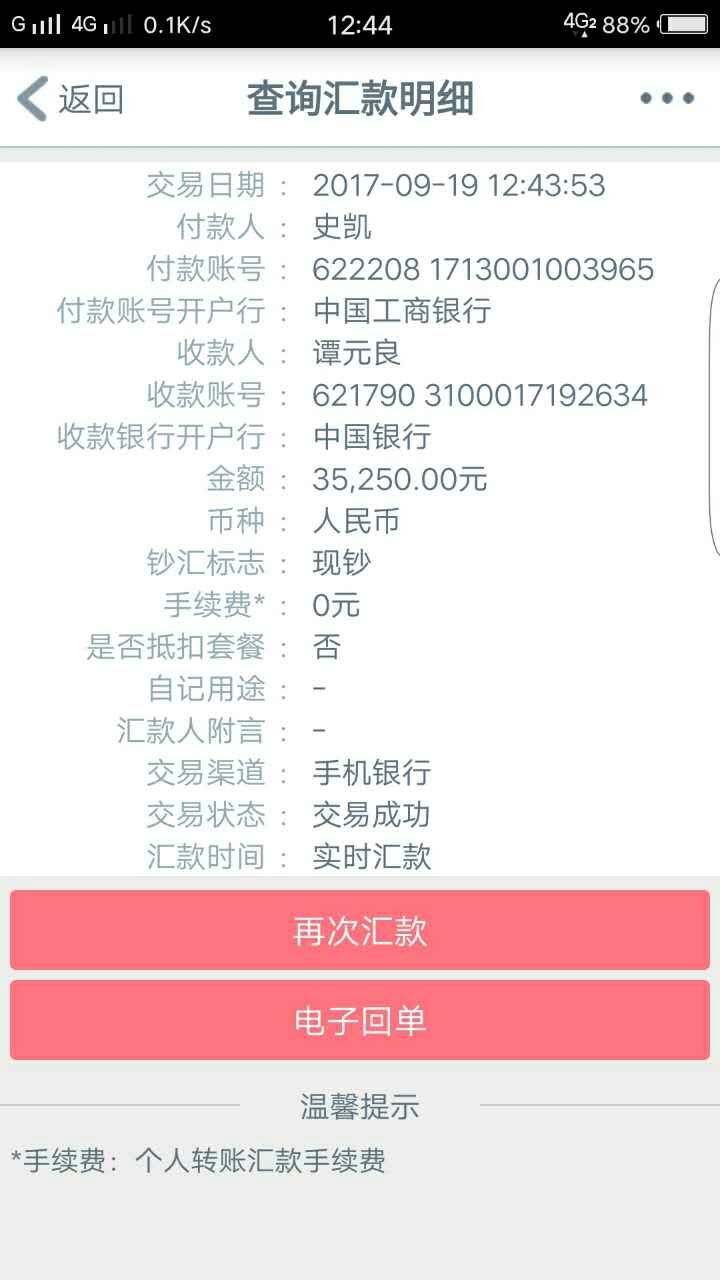 G 4G 0.1K/s 12:44 4G2 88%
返回 查询汇款明细
交易日期： 2017-09-19 12:43:53
付款人： 史凯
付款账号： 622208 1713001003965
付款账号开户行： 中国工商银行
收款人： 谭元良
收款账号： 621790 3100017192634
收款银行开户行： 中国银行
金额： 35,250.00元
币种： 人民币
钞汇标志： 现钞
手续费*： 0元
是否抵扣套餐： 否
自记用途： -
汇款人附言： -
交易渠道： 手机银行
交易状态： 交易成功
汇款时间： 实时汇款
再次汇款
电子回单
温馨提示
*手续费：个人转账汇款手续费